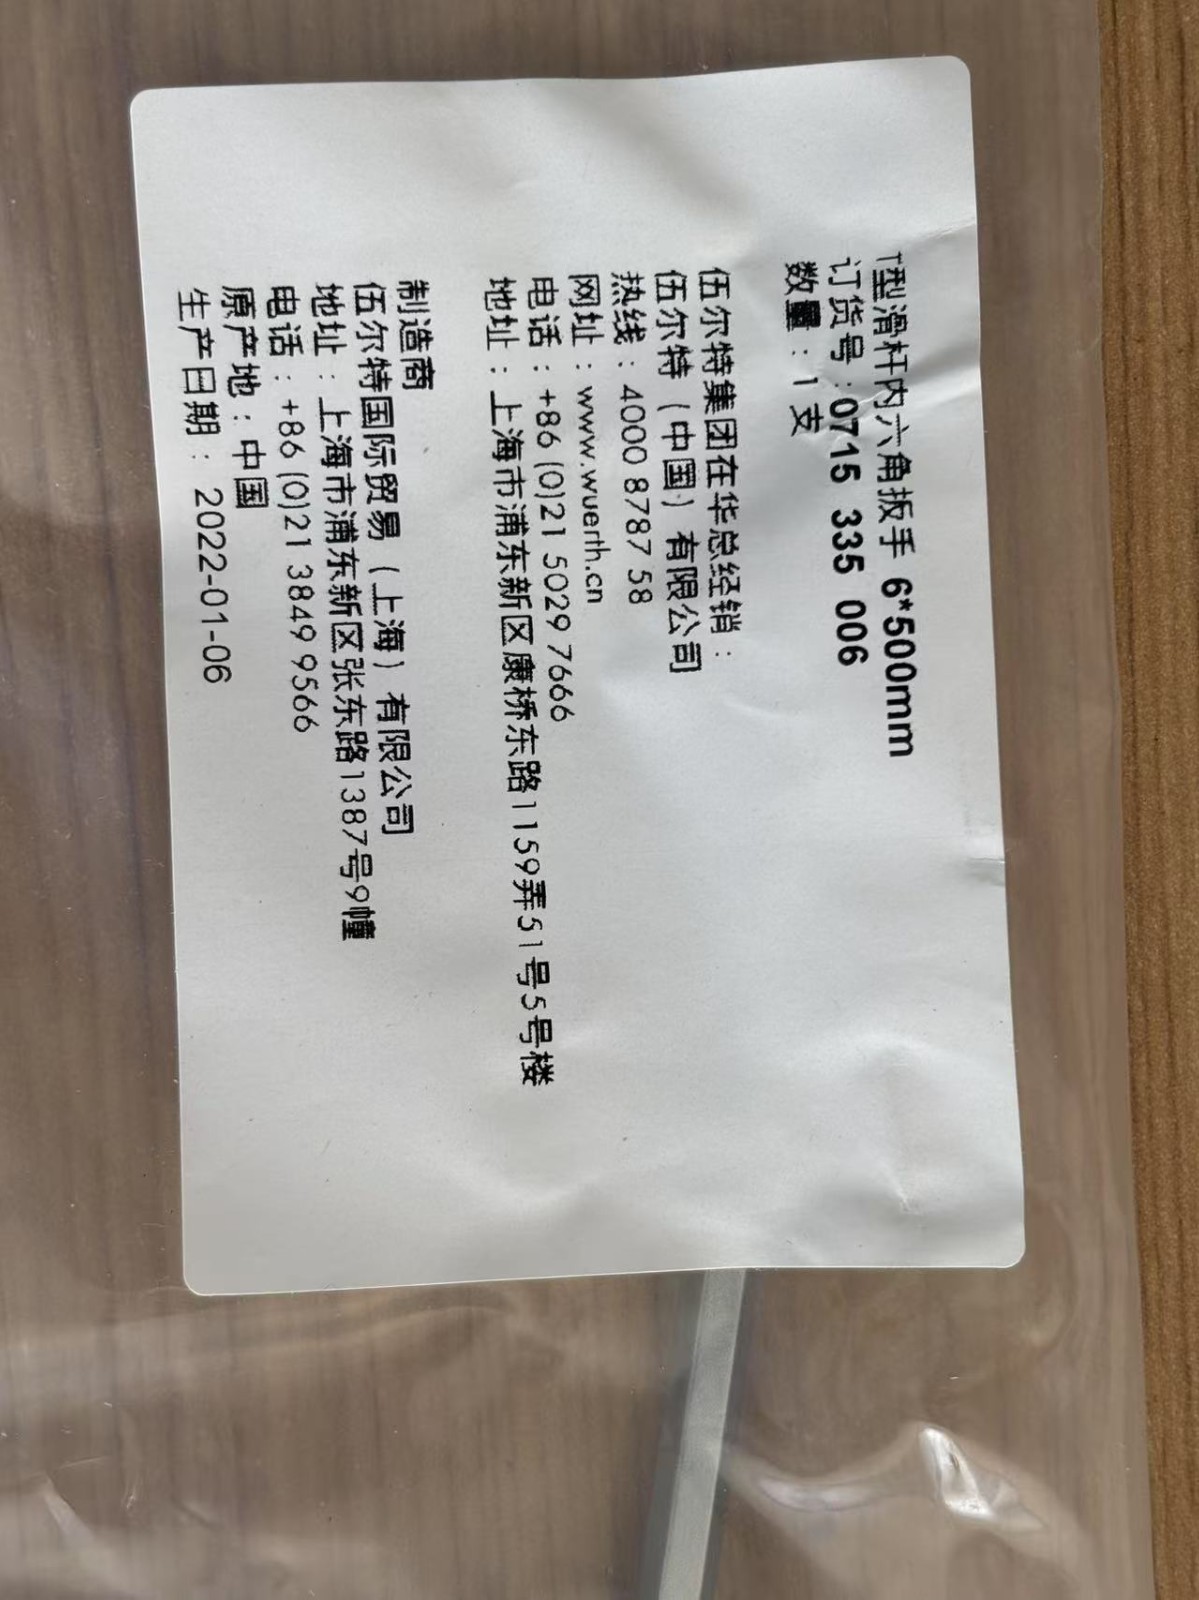 T型滑杆内六角扳手 6*500mm
订货号:0715 335 006
数量:1支
伍尔特集团在华总经销:
伍尔特(中国)有限公司
热线:4000 8787 58
网址:www.wuerth.cn
电话:+86 (0)21 5029 7666
地址:上海市浦东新区康桥东路1159弄51号5号楼
制造商
伍尔特国际贸易(上海)有限公司
地址:上海市浦东新区张东路1387号9幢
电话:+86 (0)21 3849 9566
原产地:中国
生产日期:2022-01-06